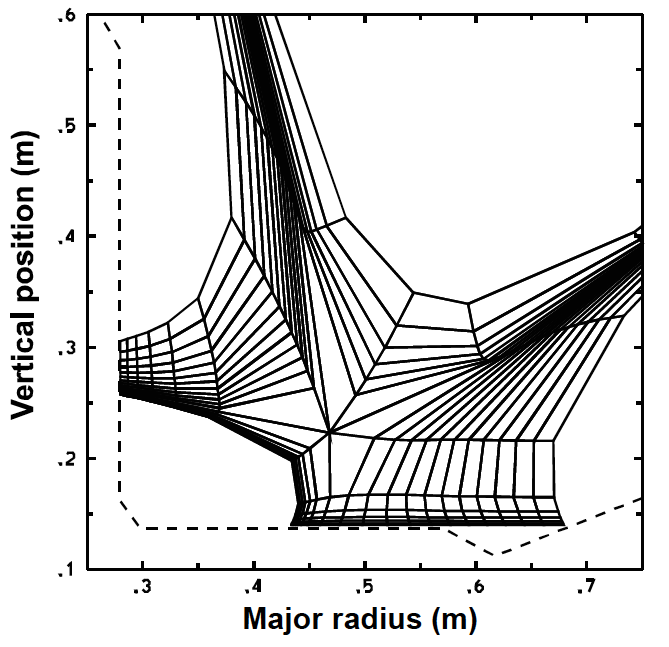 .6
.5
.4
.3
.2
.1
Vertical position (m)
.3 .4 .5 .6 .7
Major radius (m)